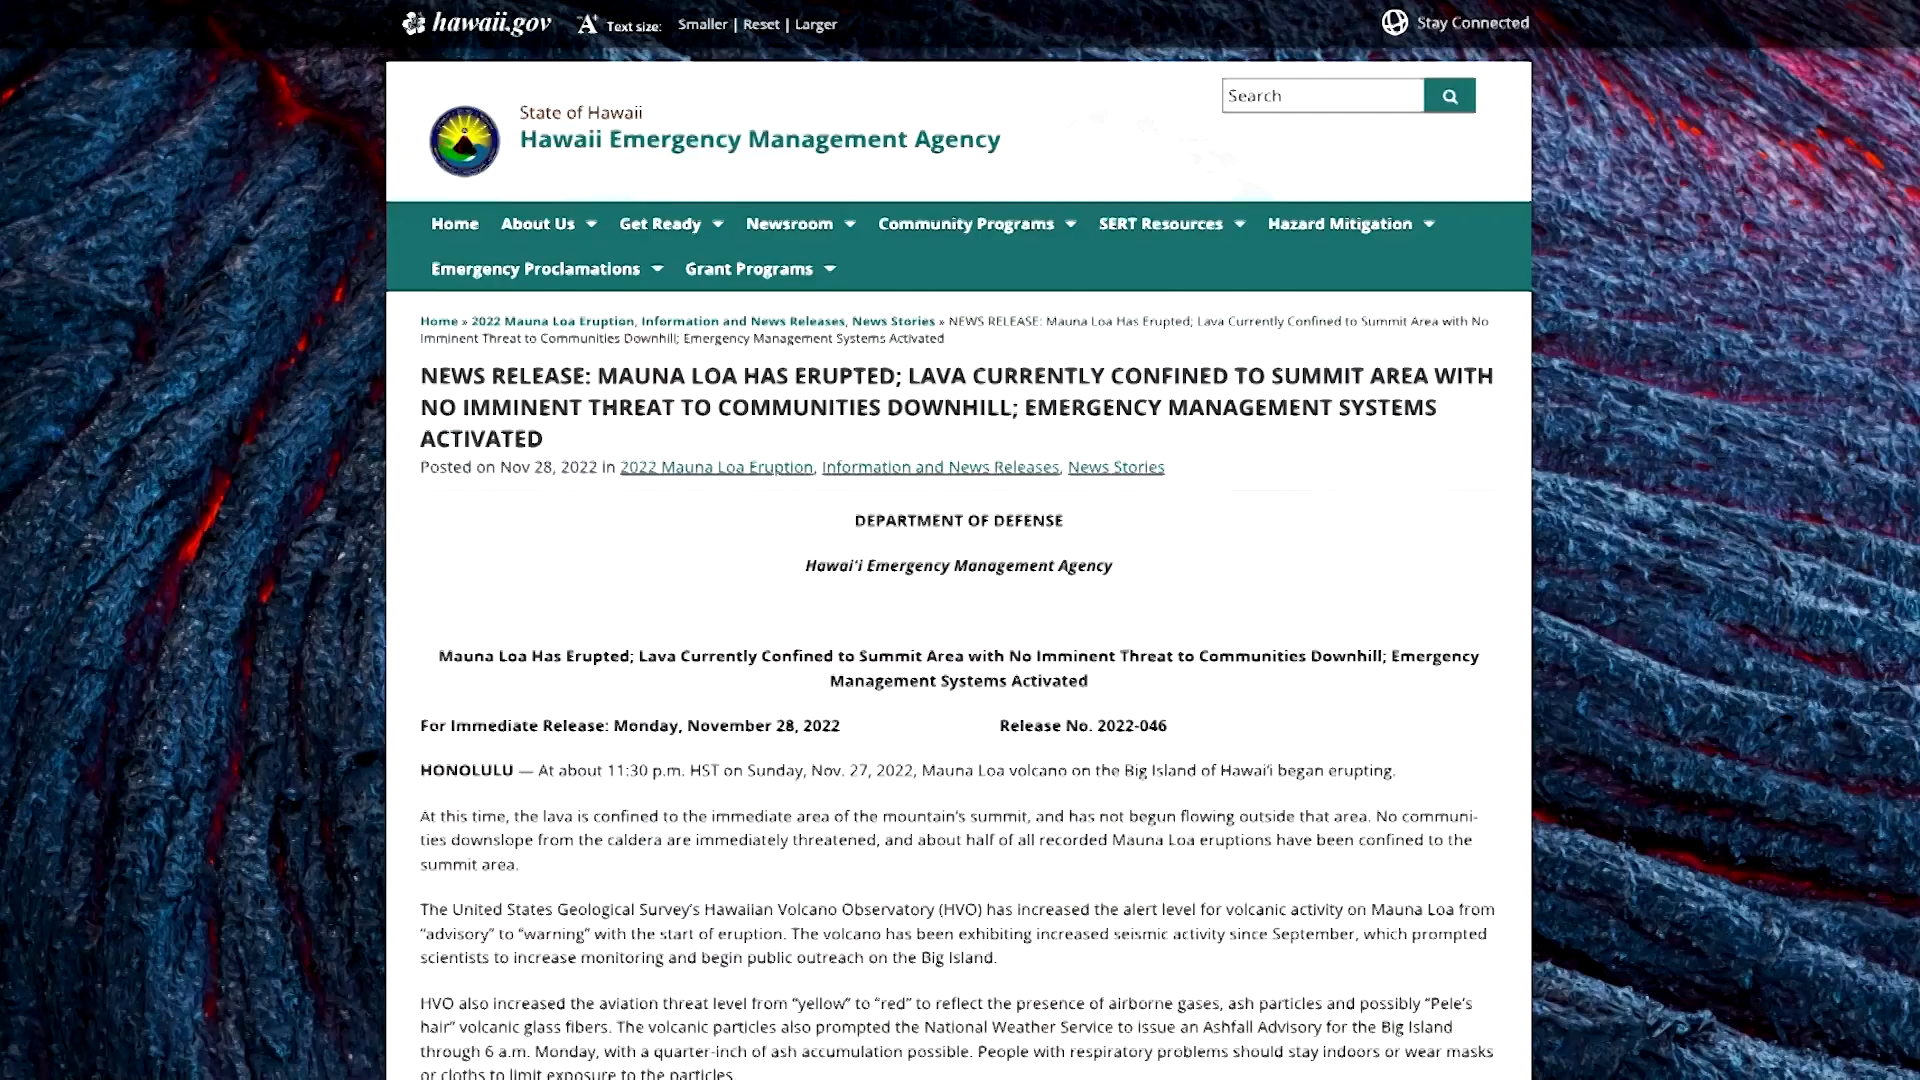 hawaii.gov Text size: Smaller | Reset | Larger Stay Connected
Search
State of Hawaii
Hawaii Emergency Management Agency
Home About Us Get Ready Newsroom Community Programs SERT Resources Hazard Mitigation
Emergency Proclamations Grant Programs
Home » 2022 Mauna Loa Eruption, Information and News Releases, News Stories » NEWS RELEASE: Mauna Loa Has Erupted; Lava Currently Confined to Summit Area with No
Imminent Threat to Communities Downhill; Emergency Management Systems Activated
NEWS RELEASE: MAUNA LOA HAS ERUPTED; LAVA CURRENTLY CONFINED TO SUMMIT AREA WITH
NO IMMINENT THREAT TO COMMUNITIES DOWNHILL; EMERGENCY MANAGEMENT SYSTEMS
ACTIVATED
Posted on Nov 28, 2022 in 2022 Mauna Loa Eruption, Information and News Releases, News Stories
DEPARTMENT OF DEFENSE
Hawaiʻi Emergency Management Agency
Mauna Loa Has Erupted; Lava Currently Confined to Summit Area with No Imminent Threat to Communities Downhill; Emergency
Management Systems Activated
For Immediate Release: Monday, November 28, 2022 Release No. 2022-046
HONOLULU — At about 11:30 p.m. HST on Sunday, Nov. 27, 2022, Mauna Loa volcano on the Big Island of Hawaiʻi began erupting.
At this time, the lava is confined to the immediate area of the mountain's summit, and has not begun flowing outside that area. No communi-
ties downslope from the caldera are immediately threatened, and about half of all recorded Mauna Loa eruptions have been confined to the
summit area.
The United States Geological Survey's Hawaiian Volcano Observatory (HVO) has increased the alert level for volcanic activity on Mauna Loa from
"advisory" to "warning" with the start of eruption. The volcano has been exhibiting increased seismic activity since September, which prompted
scientists to increase monitoring and begin public outreach on the Big Island.
HVO also increased the aviation threat level from "yellow" to "red" to reflect the presence of airborne gases, ash particles and possibly "Pele's
hair" volcanic glass fibers. The volcanic particles also prompted the National Weather Service to issue an Ashfall Advisory for the Big Island
through 6 a.m. Monday, with a quarter-inch of ash accumulation possible. People with respiratory problems should stay indoors or wear masks
or cloths to limit exposure to the particles.